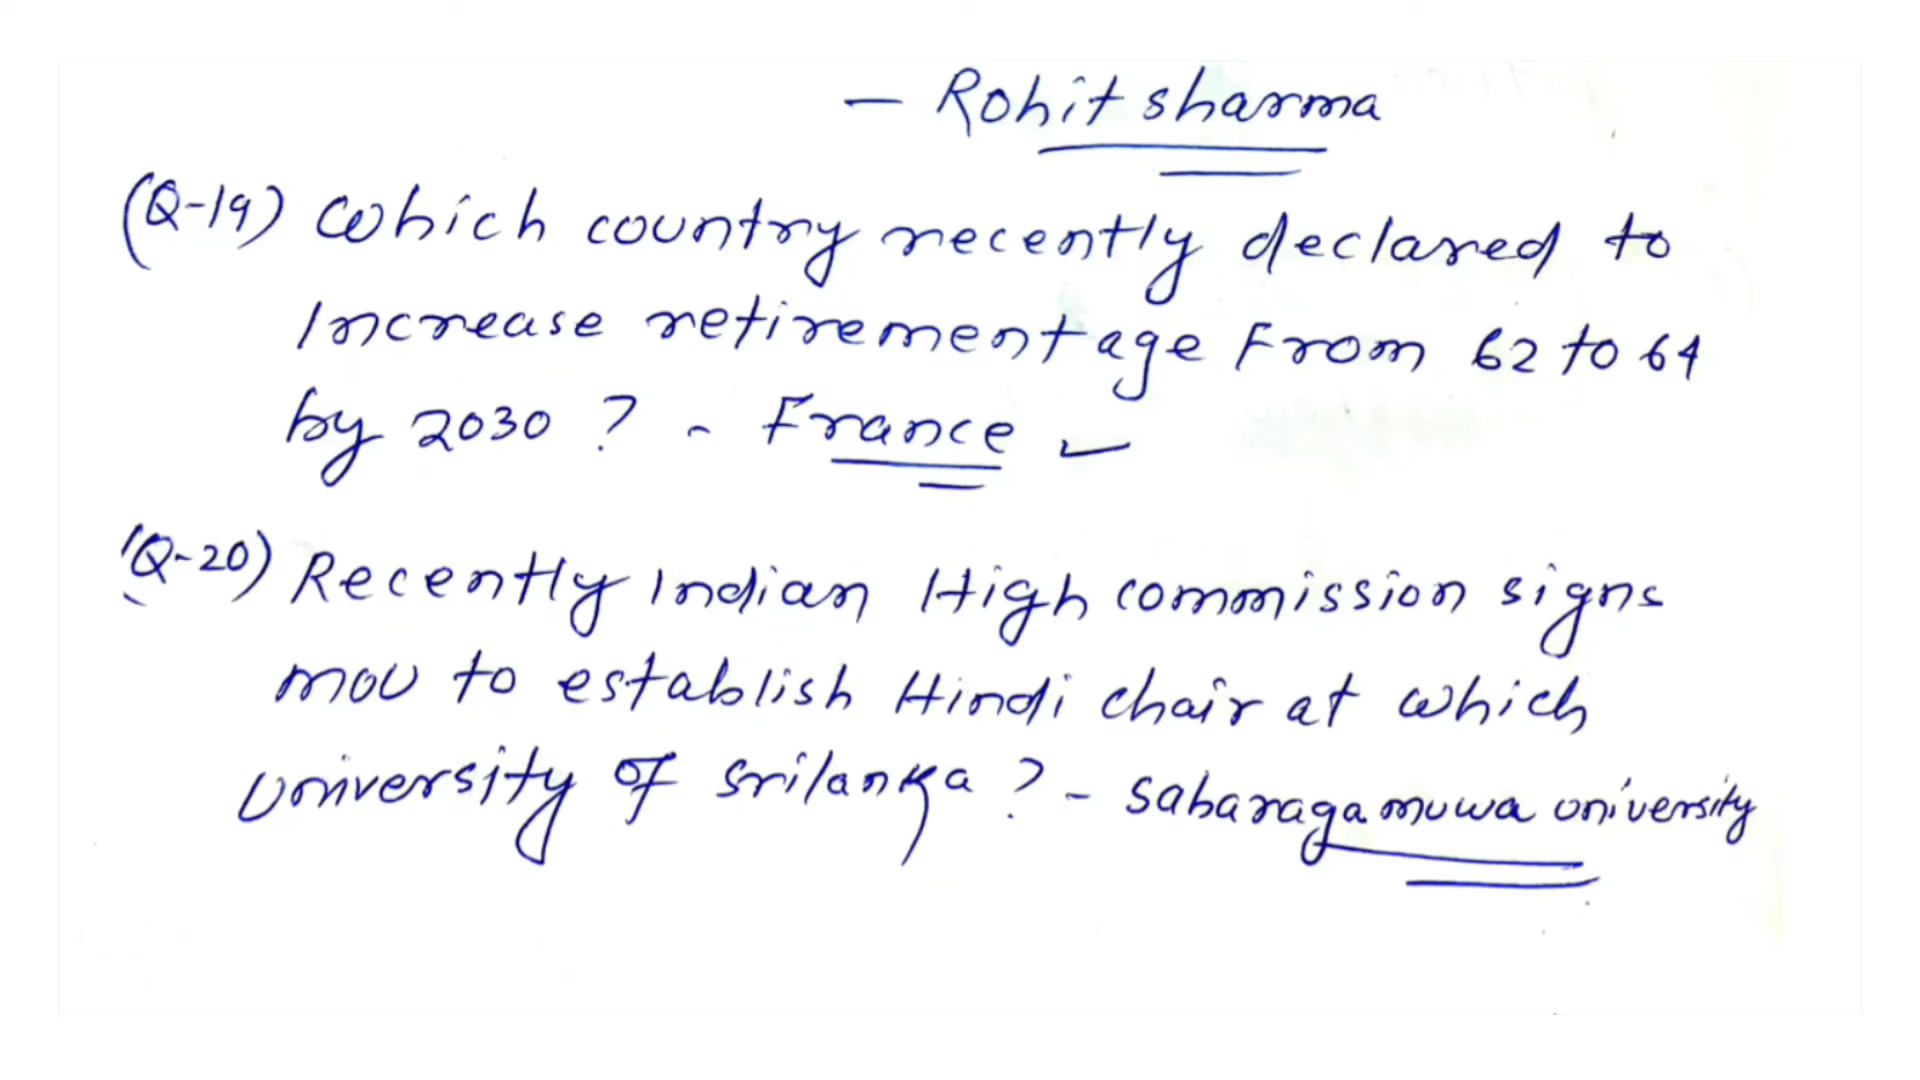 - Rohit sharma
(Q-19) Which country recently declared to
Increase retirement age From 62 to 64
by 2030 ? - France
(Q-20) Recently Indian High commission signs
MOU to establish Hindi chair at which
University of Srilanka ? - Sabaragamuwa University